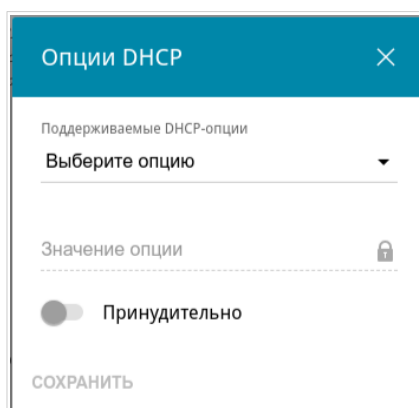 Опции DHCP
Поддерживаемые DHCP-опции
Выберите опцию
Значение опции
Принудительно
СОХРАНИТЬ